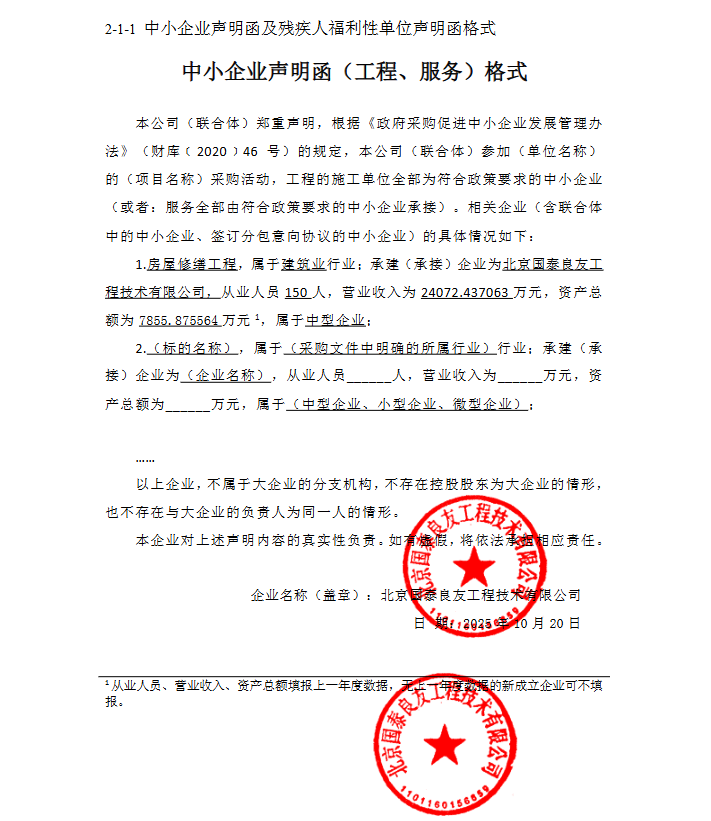 2-1-1 中小企业声明函及残疾人福利性单位声明函格式
中小企业声明函（工程、服务）格式
本公司（联合体）郑重声明，根据《政府采购促进中小企业发展管理办
法》（财库﹝2020﹞46 号）的规定，本公司（联合体）参加（单位名称）
的（项目名称）采购活动，工程的施工单位全部为符合政策要求的中小企业
（或者：服务全部由符合政策要求的中小企业承接）。相关企业（含联合体
中的中小企业、签订分包意向协议的中小企业）的具体情况如下：
1.房屋修缮工程，属于建筑业行业；承建（承接）企业为北京国泰良友工
程技术有限公司，从业人员 150 人，营业收入为 24072.437063 万元，资产总
额为 7855.875564 万元 1，属于中型企业；
2.（标的名称），属于（采购文件中明确的所属行业）行业；承建（承
接）企业为（企业名称），从业人员______人，营业收入为______万元，资
产总额为______万元，属于（中型企业、小型企业、微型企业）；
……
以上企业，不属于大企业的分支机构，不存在控股股东为大企业的情形，
也不存在与大企业的负责人为同一人的情形。
本企业对上述声明内容的真实性负责。如有虚假，将依法承担相应责任。
企业名称（盖章）：北京国泰良友工程技术有限公司
日 期：2025 年 10 月 20 日
北京国泰良友工程技术有限公司
1101160156859
1 从业人员、营业收入、资产总额填报上一年度数据，无上一年度数据的新成立企业可不填
报。
北京国泰良友工程技术有限公司
1101160156859